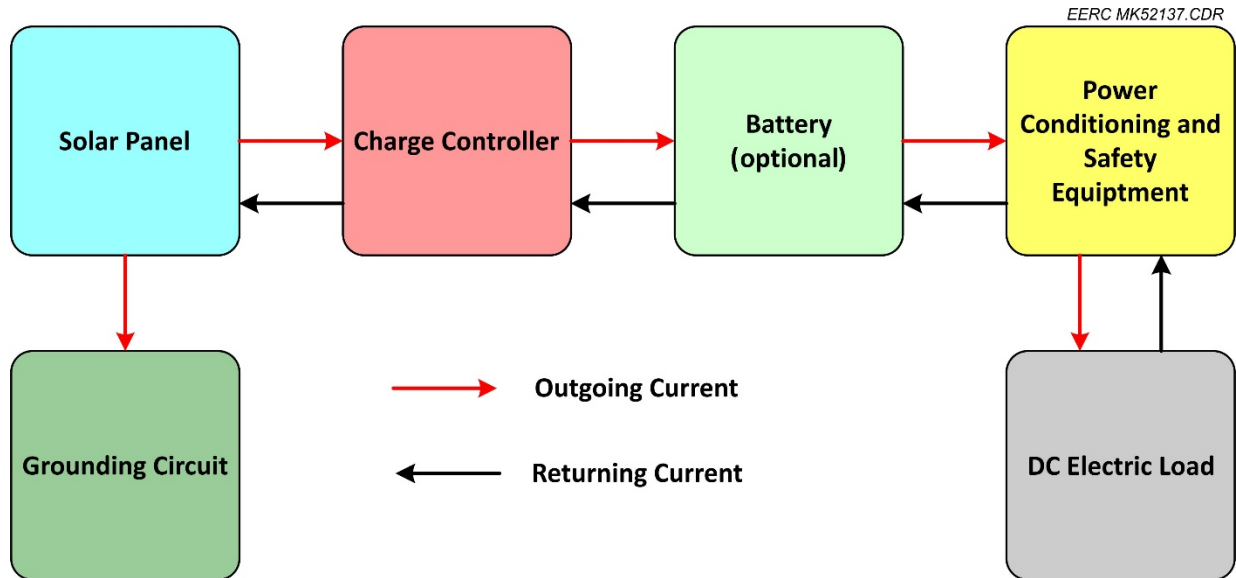 EERC MK52137.CDR
Solar Panel
Charge Controller
Battery
(optional)
Power
Conditioning and
Safety
Equiptment
Grounding Circuit
Outgoing Current
Returning Current
DC Electric Load